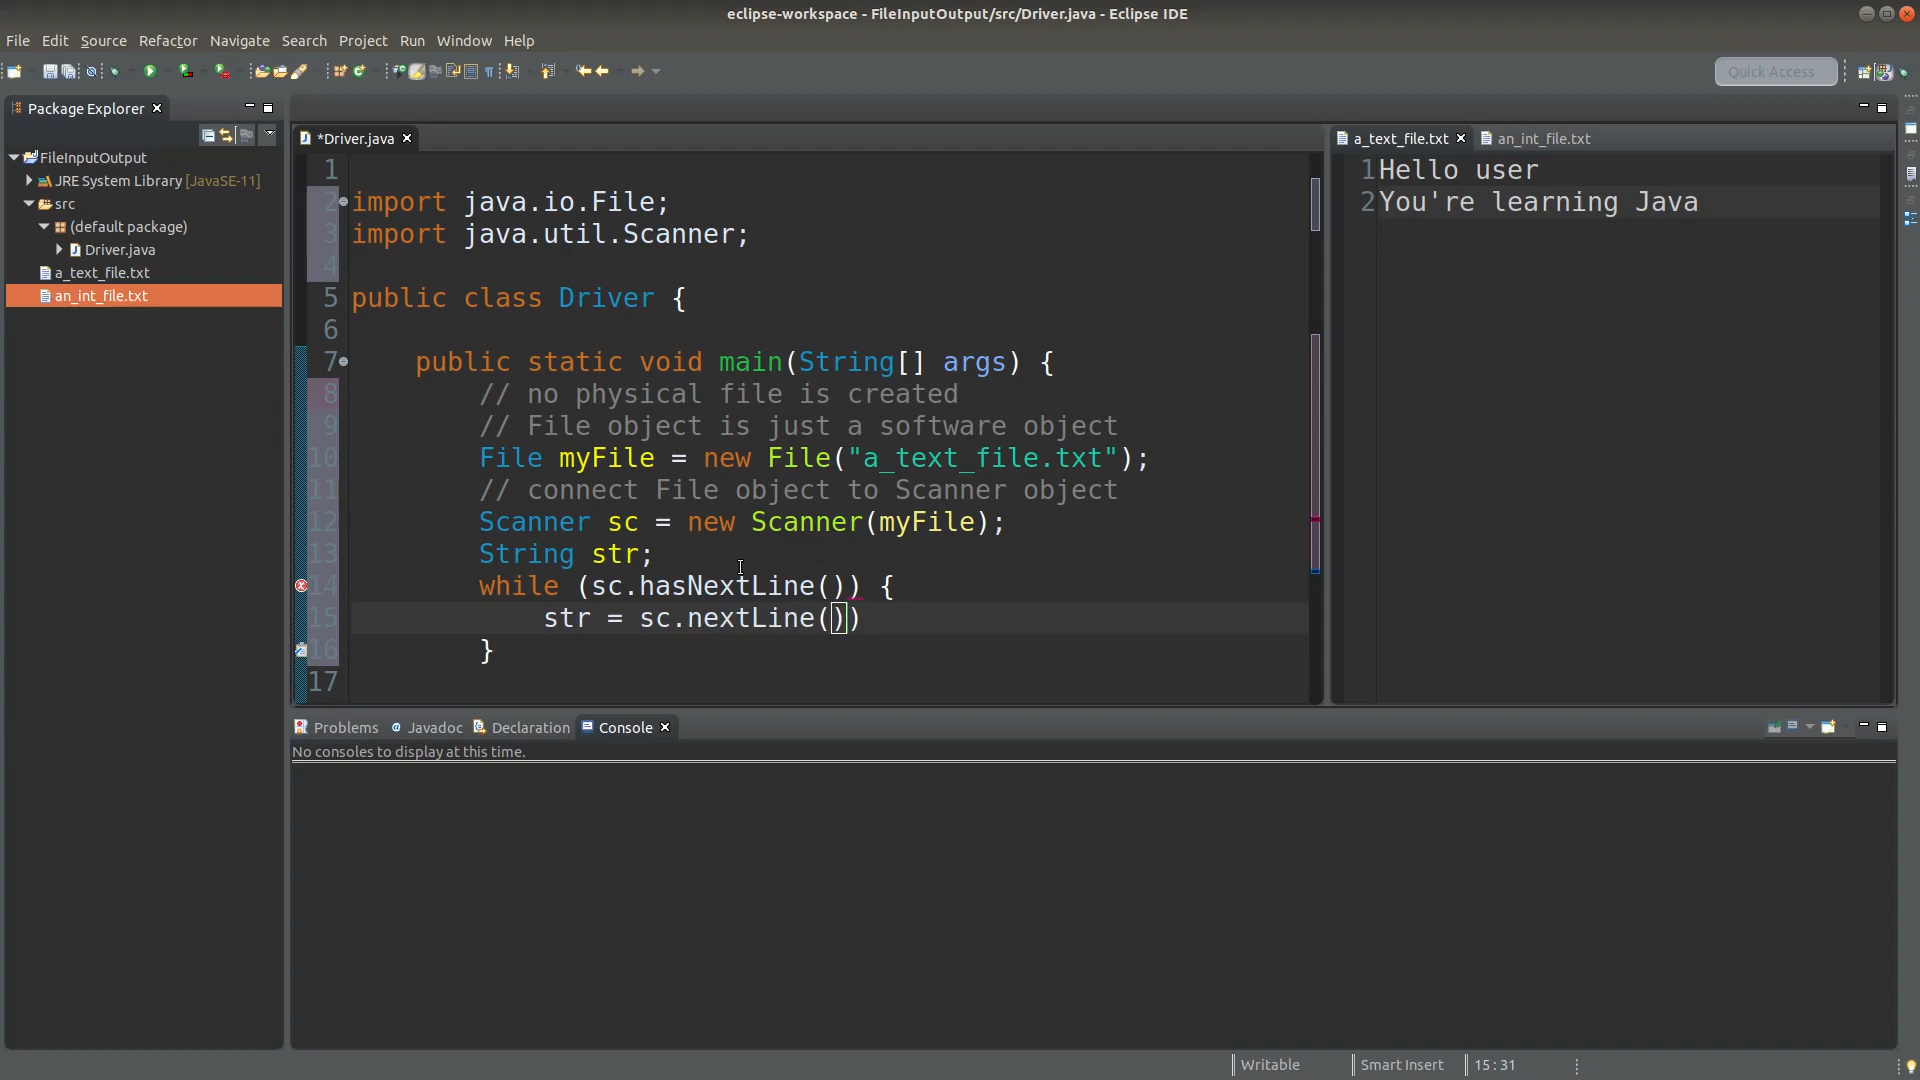 eclipse-workspace - FileInputOutput/src/Driver.java - Eclipse IDE
File Edit Source Refactor Navigate Search Project Run Window Help
Quick Access
Package Explorer
FileInputOutput
JRE System Library [JavaSE-11]
src
(default package)
Driver.java
a_text_file.txt
an_int_file.txt
*Driver.java
1
2 import java.io.File;
3 import java.util.Scanner;
4
5 public class Driver {
6
7 public static void main(String[] args) {
8 // no physical file is created
9 // File object is just a software object
10 File myFile = new File("a_text_file.txt");
11 // connect File object to Scanner object
12 Scanner sc = new Scanner(myFile);
13 String str;
14 while (sc.hasNextLine()) {
15 str = sc.nextLine())
16 }
17
a_text_file.txt an_int_file.txt
1 Hello user
2 You're learning Java
Problems Javadoc Declaration Console
No consoles to display at this time.
Writable Smart Insert 15 : 31